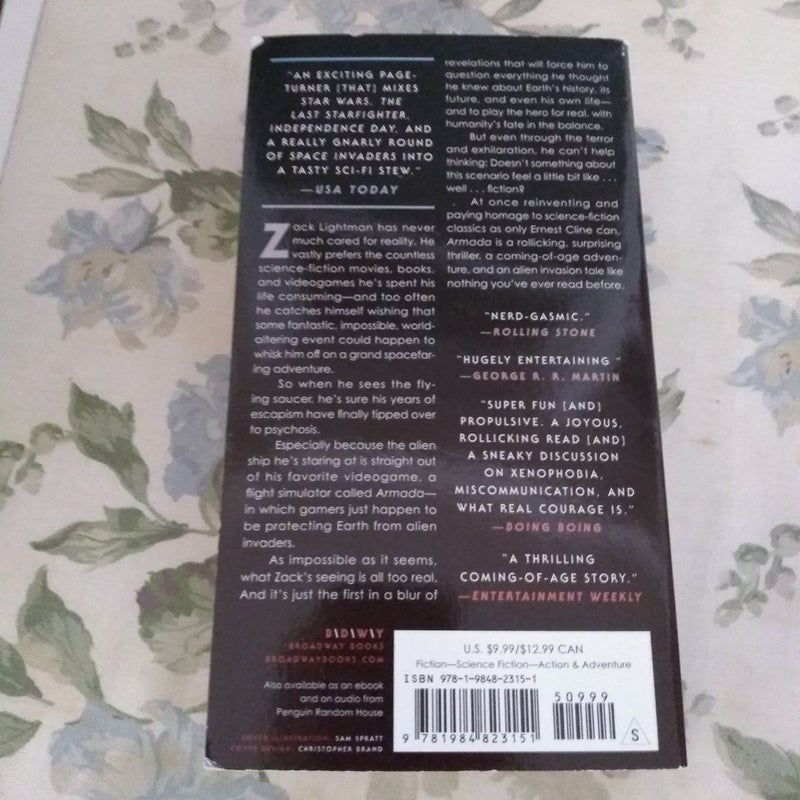 "AN EXCITING PAGE-
TURNER [THAT] MIXES
STAR WARS, THE
LAST STARFIGHTER,
INDEPENDENCE DAY, AND
A REALLY GNARLY ROUND
OF SPACE INVADERS INTO
A TASTY SCI-FI STEW."
—USA TODAY
Zack Lightman has never
much cared for reality. He
vastly prefers the countless
science-fiction movies, books,
and videogames he's spent his
life consuming—and too often
he catches himself wishing that
some fantastic, impossible, world-
altering event could happen to
whisk him off on a grand spacefar-
ing adventure.
So when he sees the fly-
ing saucer, he's sure his years of
escapism have finally tipped over
to psychosis.
Especially because the alien
ship he's staring at is straight out
of his favorite videogame, a
flight simulator called Armada—
in which gamers just happen to
be protecting Earth from alien
invaders.
As impossible as it seems,
what Zack's seeing is all too real.
And it's just the first in a blur of
revelations that will force him to
question everything he thought
he knew about Earth's history, its
future, and even his own life—
and to play the hero for real, with
humanity's fate in the balance.
But even through the terror
and exhilaration, he can't help
thinking: Doesn't something about
this scenario feel a little bit like . . .
well . . . fiction?
At once reinventing and
paying homage to science-fiction
classics as only Ernest Cline can,
Armada is a rollicking, surprising
thriller, a coming-of-age adven-
ture, and an alien invasion tale like
nothing you've ever read before.
"NERD-GASMIC."
—ROLLING STONE
"HUGELY ENTERTAINING."
—GEORGE R. R. MARTIN
"SUPER FUN [AND]
PROPULSIVE. A JOYOUS,
ROLLICKING READ [AND]
A SNEAKY DISCUSSION
ON XENOPHOBIA,
MISCOMMUNICATION, AND
WHAT REAL COURAGE IS."
—BOING BOING
"A THRILLING
COMING-OF-AGE STORY."
—ENTERTAINMENT WEEKLY
B\D\W\Y
BROADWAY BOOKS
BROADWAYBOOKS.COM
Also available as an ebook
and on audio from
Penguin Random House
COVER ILLUSTRATION: SAM SPRATT
COVER DESIGN: CHRISTOPHER BRAND
U.S. $9.99/$12.99 CAN
Fiction—Science Fiction—Action & Adventure
ISBN 978-1-9848-2315-1
50999
9 781984 823151
S